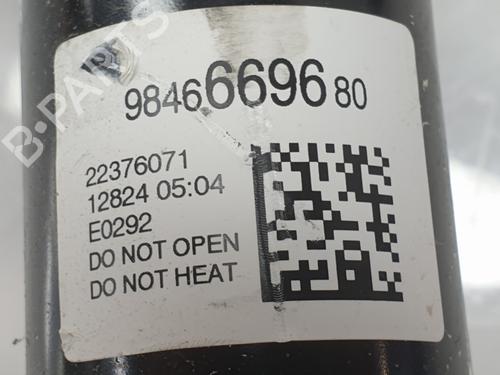 B-PARTS
9846669680
22376071
12824 05:04
E0292
DO NOT OPEN
DO NOT HEAT